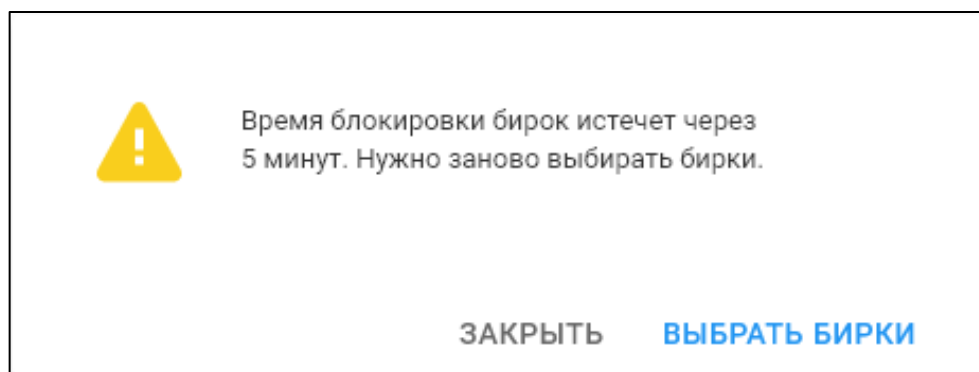 Время блокировки бирок истечет через
5 минут. Нужно заново выбирать бирки.
ЗАКРЫТЬ ВЫБРАТЬ БИРКИ